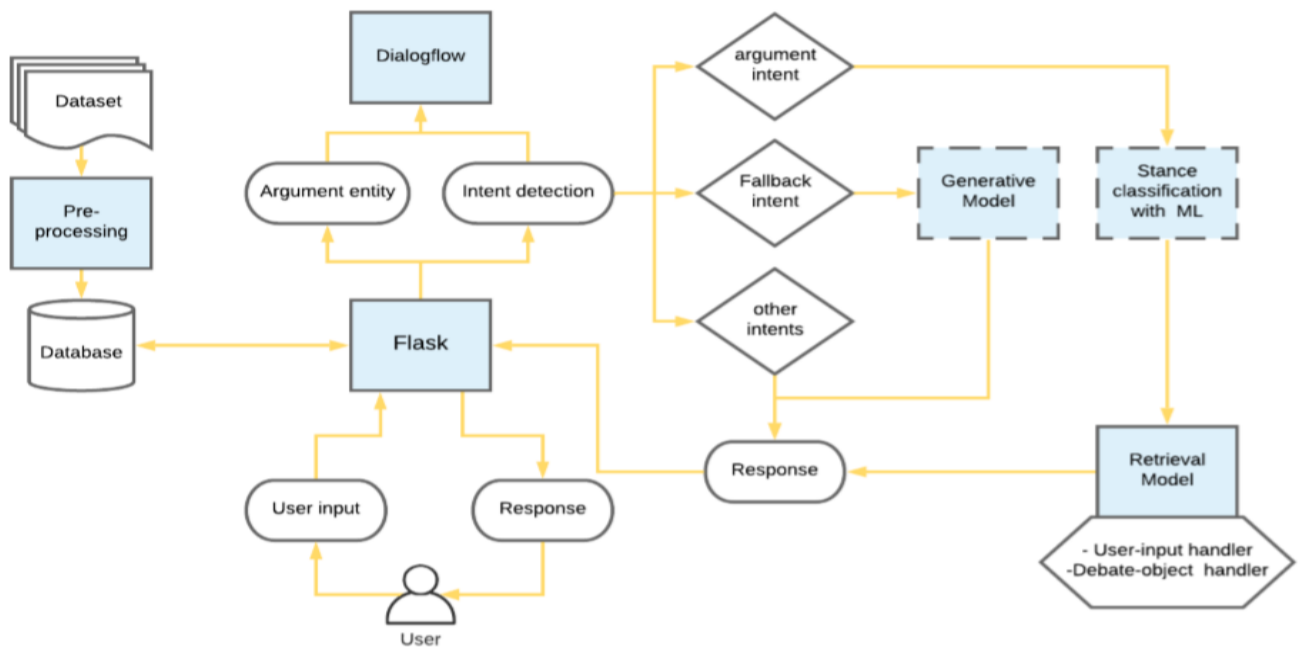 Dataset
Pre-
processing
Database
Dialogflow
Argument entity
Intent detection
Flask
User input
Response
User
argument
intent
Fallback
intent
other
intents
Generative
Model
Stance
classification
with ML
Response
Retrieval
Model
- User-input handler
-Debate-object handler